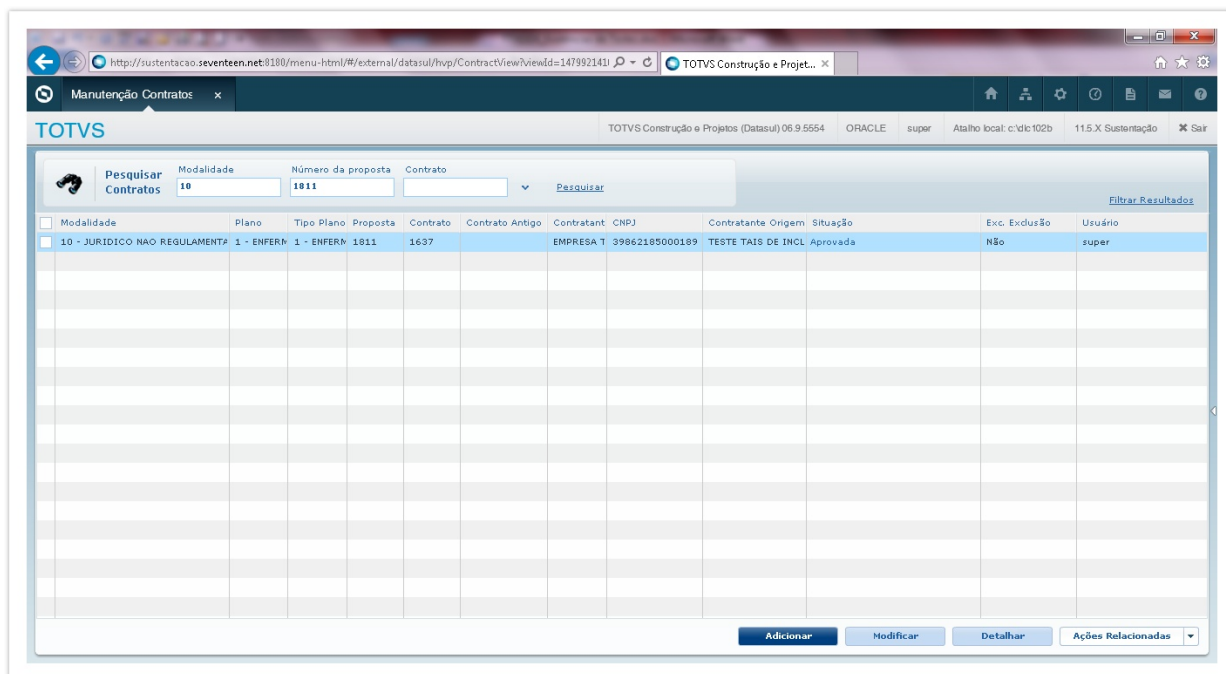 http://sustentacao.seventeen.net:8180/menu-html/#/external/datasul/hvp/ContractView?viewId=1479921410
TOTVS Construção e Projet...
Manutenção Contratos x
TOTVS
TOTVS Construção e Projetos (Datasul) 06.9.5554 ORACLE super Atalho local: c:\dlc102b 11.5.X Sustentação Sair
Pesquisar Contratos
Modalidade Número da proposta Contrato
10 1811 Pesquisar
Filtrar Resultados
Modalidade Plano Tipo Plano Proposta Contrato Contrato Antigo Contratant CNPJ Contratante Origem Situação Exc. Exclusão Usuário
10 - JURIDICO NAO REGULAMENTA 1 - ENFERM 1 - ENFERM 1811 1637 EMPRESA T 39862185000189 TESTE TAIS DE INCL Aprovada Não super
Adicionar Modificar Detalhar Ações Relacionadas